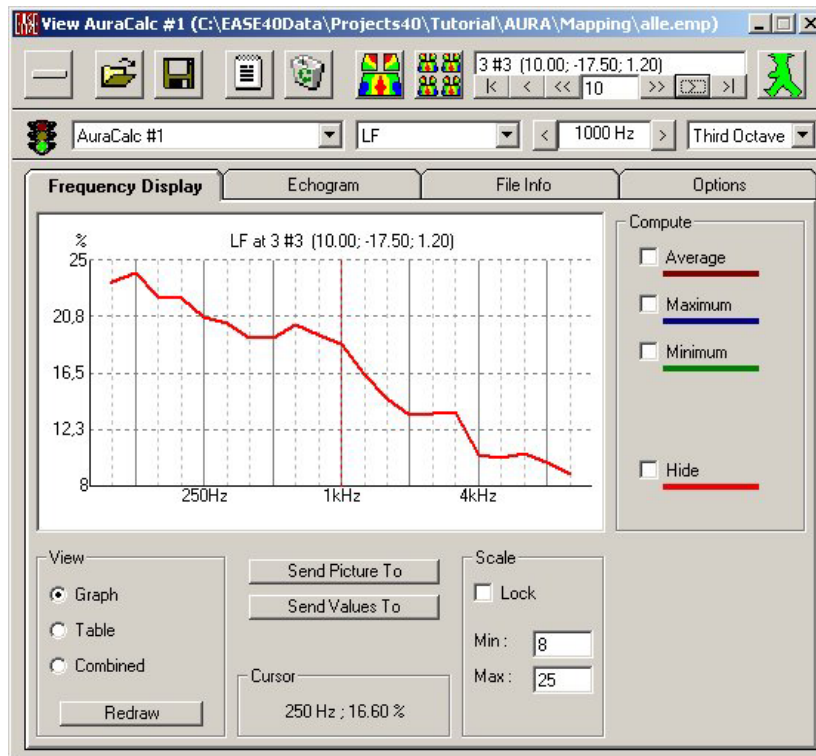 View AuraCalc #1 (C:\EASE40Data\Projects40\Tutorial\AURA\Mapping\alle.emp)
3 #3 (10.00; -17.50; 1.20)
|< < << 10 >> >|
AuraCalc #1 LF < 1000 Hz > Third Octave
Frequency Display Echogram File Info Options
% LF at 3 #3 (10.00; -17.50; 1.20)
25
20,8
16,5
12,3
8
250Hz 1kHz 4kHz
Compute
Average
Maximum
Minimum
Hide
View
Graph
Table
Combined
Redraw
Send Picture To
Send Values To
Cursor
250 Hz ; 16.60 %
Scale
Lock
Min : 8
Max : 25